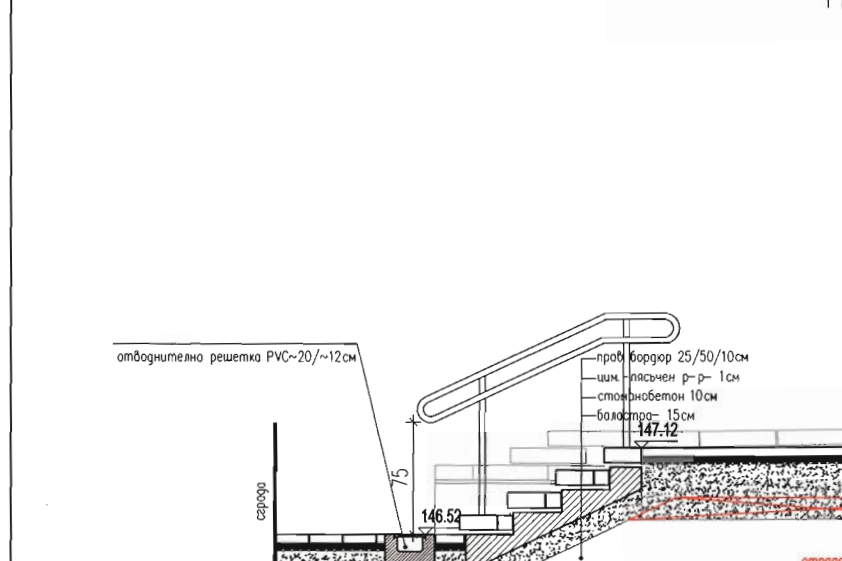 отводнително решетка PVC~20/~12см
прав. бордюр 25/50/10см
цим. пясъчен р-р- 1см
стоманобетон 10см
баластра- 15см
147.12
75
146.52
сграда